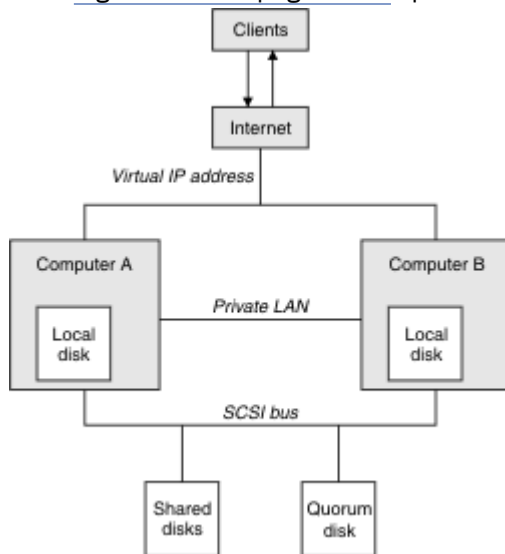 Clients
Internet
Virtual IP address
Computer A
Computer B
Private LAN
Local
disk
Local
disk
SCSI bus
Shared
disks
Quorum
disk